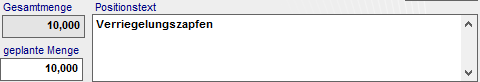 Gesamtmenge Positionstext
10,000 Verriegelungszapfen
geplante Menge
10,000